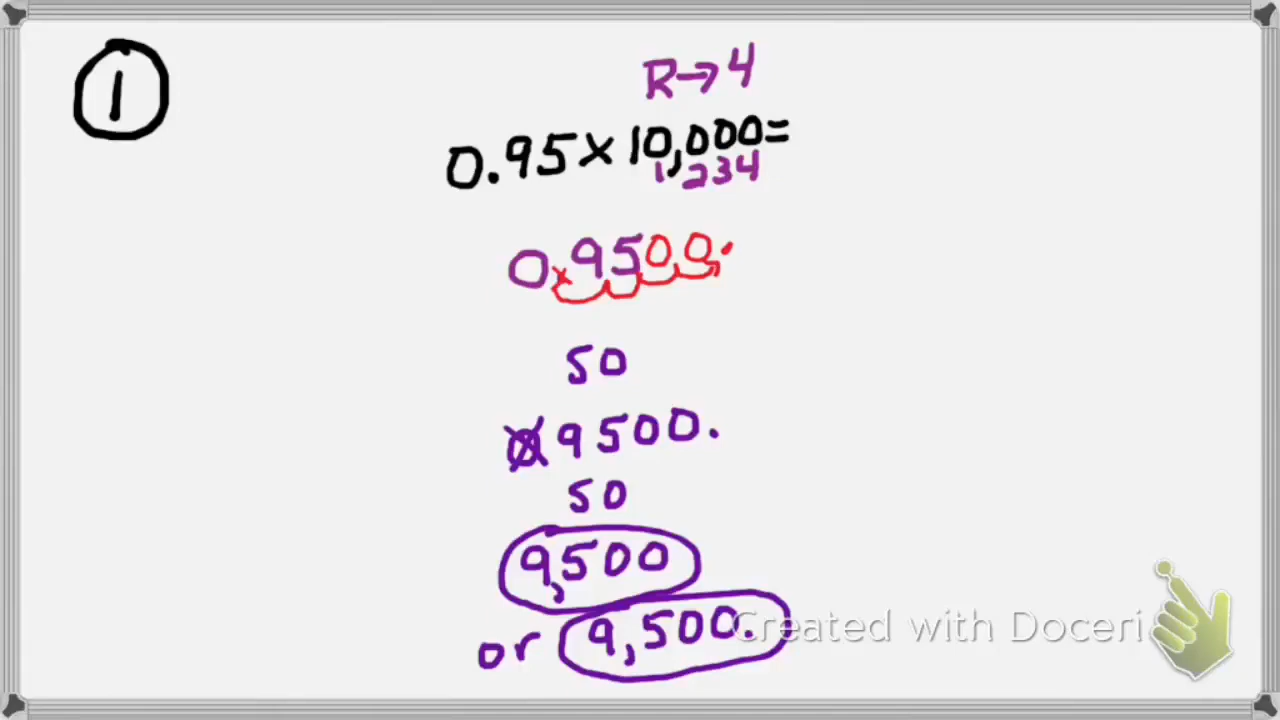 1
R→4
0.95×10,000=
1 2 3 4
0.9500.
50
09500.
50
9,500
or 9,500.
Created with Doceri